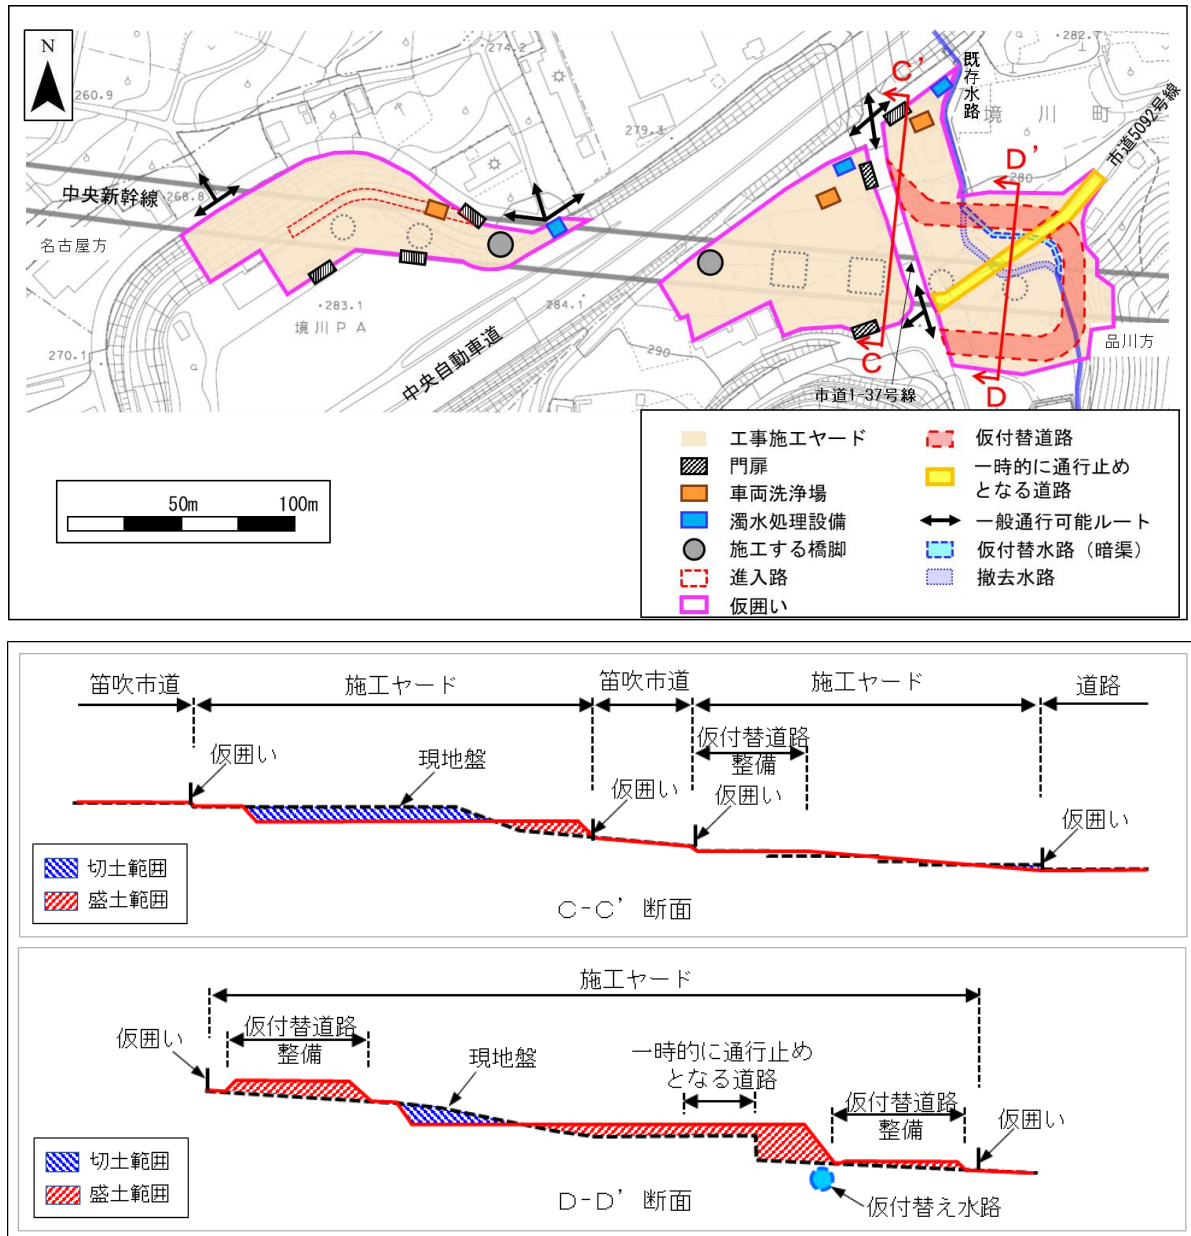 N
274.2
282.7
260.9
C'
既存水路
境川町
279.3
市道5092号線
D'
280
中央新幹線
268.8
名古屋方
283.1
境川PA
284.1
290
270.1
中央自動車道
C
D
品川方
市道1-37号線
工事施工ヤード
門扉
車両洗浄場
濁水処理設備
施工する橋脚
進入路
仮囲い
仮付替道路
一時的に通行止め
となる道路
一般通行可能ルート
仮付替水路（暗渠）
撤去水路
50m
100m
笛吹市道
施工ヤード
笛吹市道
施工ヤード
道路
仮囲い
現地盤
仮囲い
仮付替道路
整備
仮囲い
仮囲い
切土範囲
盛土範囲
C-C' 断面
施工ヤード
仮囲い
仮付替道路
整備
現地盤
一時的に通行止め
となる道路
仮付替道路
整備
仮囲い
切土範囲
盛土範囲
D-D' 断面
仮付替え水路